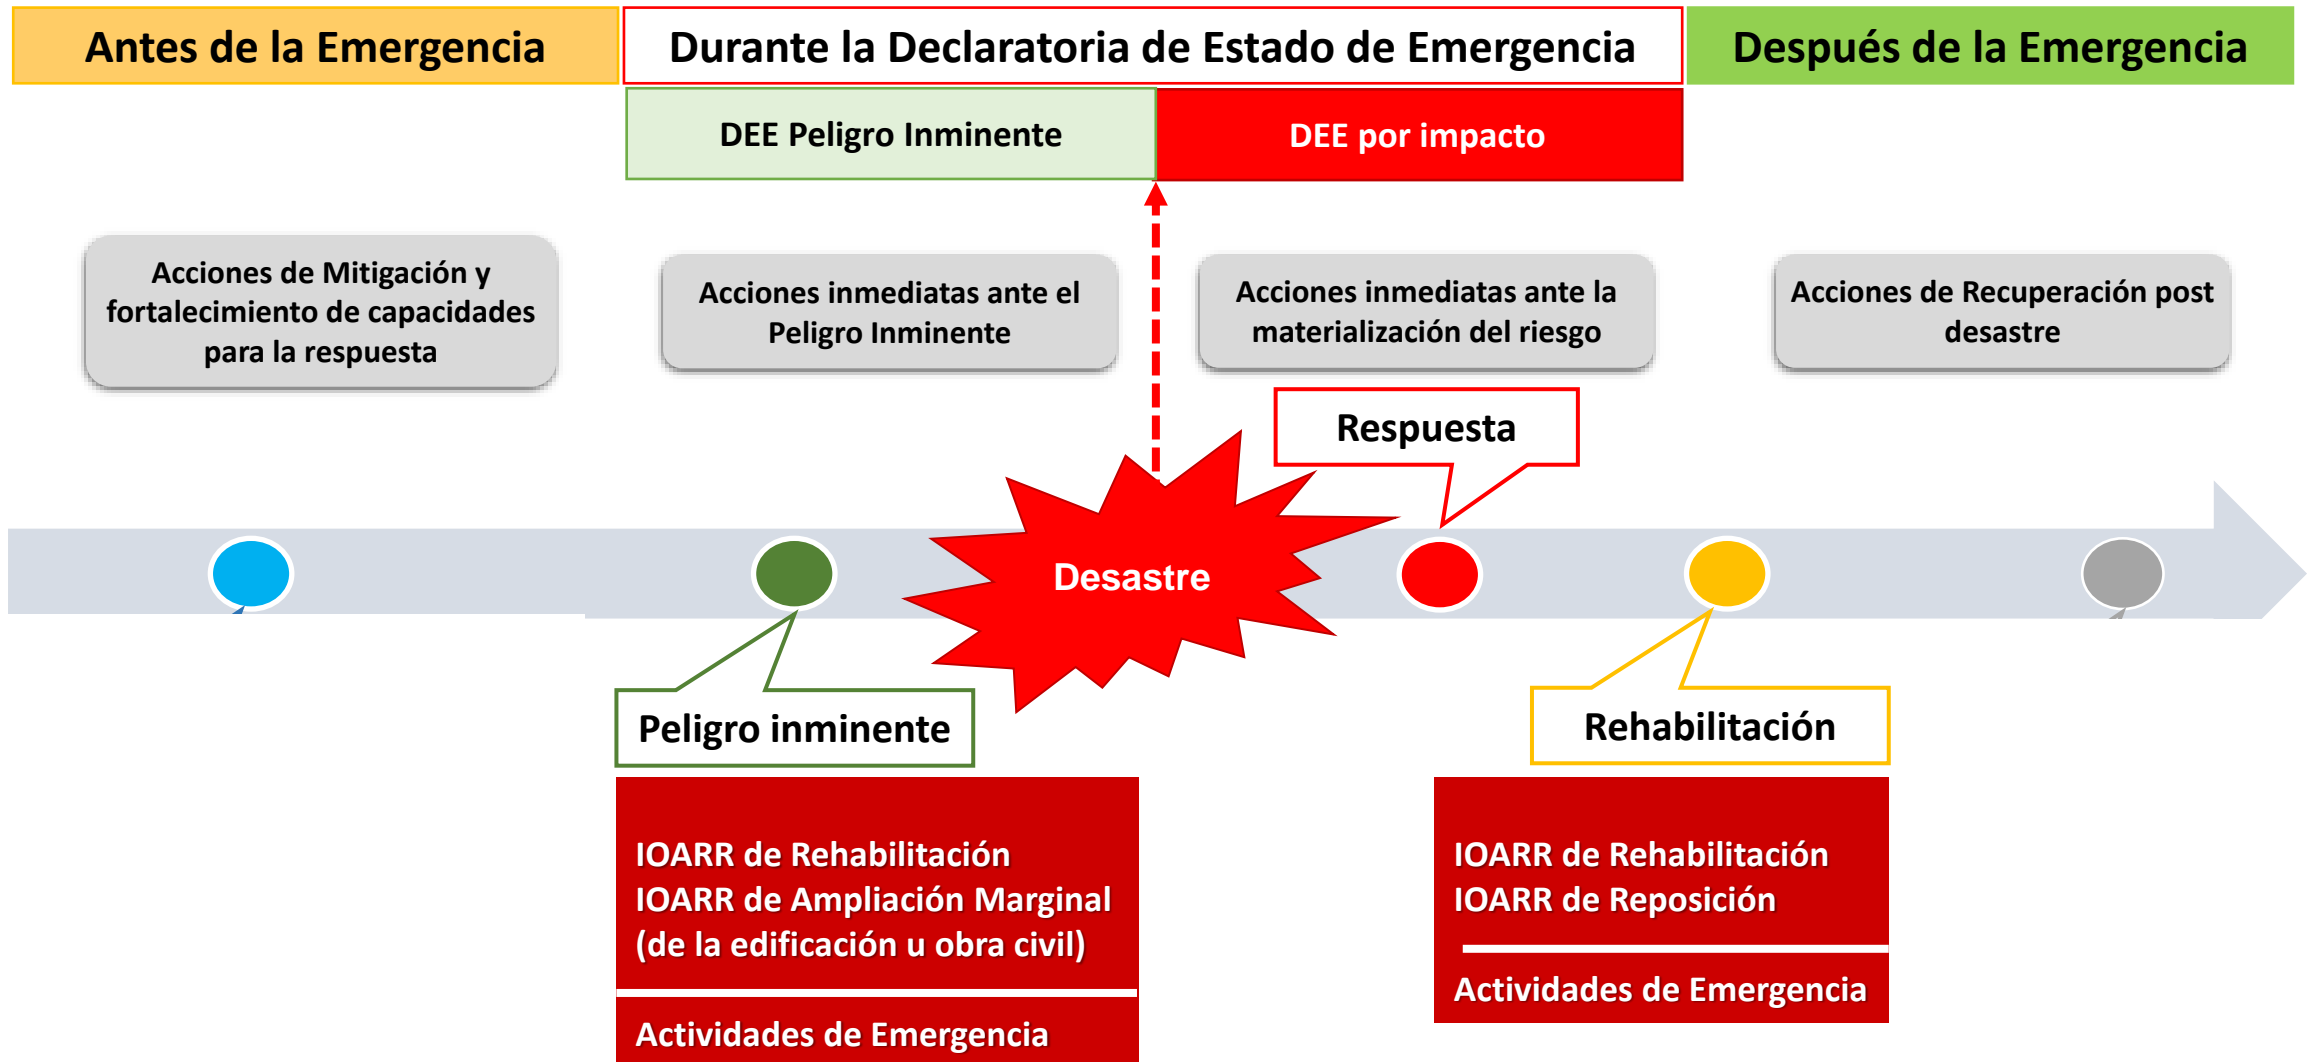 Antes de la Emergencia
Durante la Declaratoria de Estado de Emergencia
Después de la Emergencia
DEE Peligro Inminente
DEE por impacto
Acciones de Mitigación y
fortalecimiento de capacidades
para la respuesta
Acciones inmediatas ante el
Peligro Inminente
Acciones inmediatas ante la
materialización del riesgo
Acciones de Recuperación post
desastre
Respuesta
Desastre
Peligro inminente
Rehabilitación
IOARR de Rehabilitación
IOARR de Ampliación Marginal
(de la edificación u obra civil)
Actividades de Emergencia
IOARR de Rehabilitación
IOARR de Reposición
Actividades de Emergencia